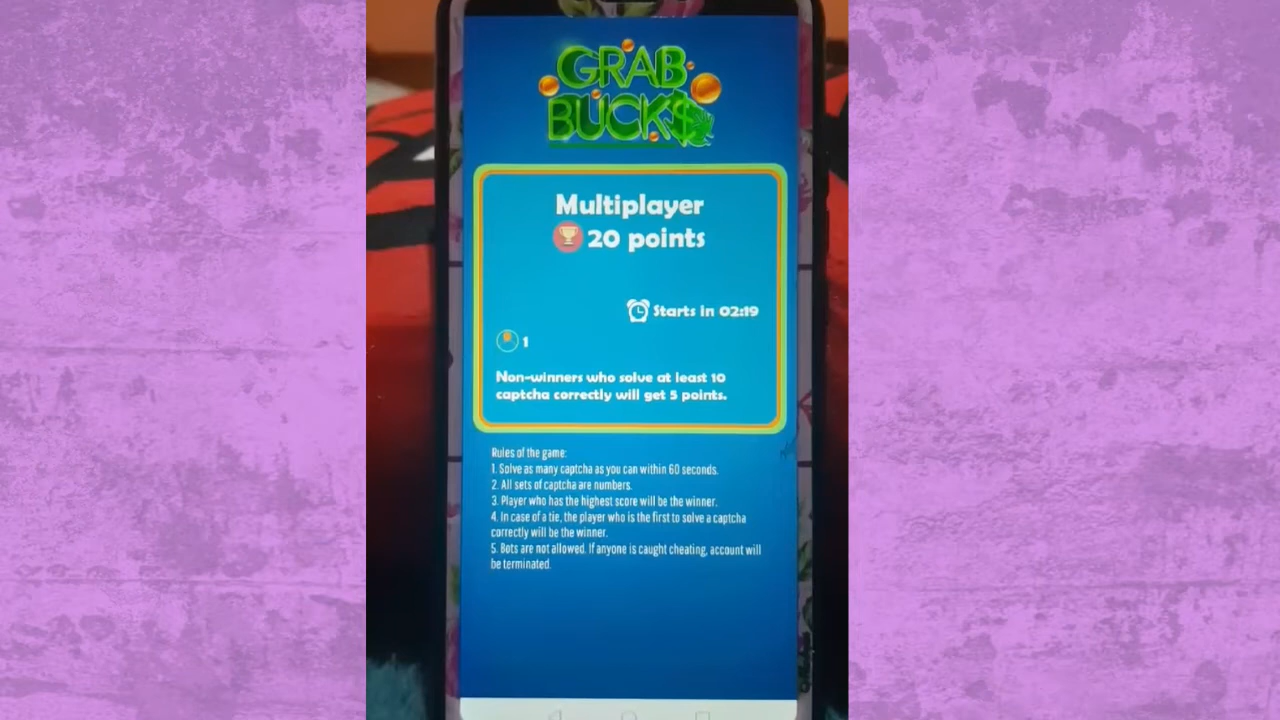 GRAB
BUCK$
Multiplayer
20 points
Starts in 02:19
1
Non-winners who solve at least 10
captcha correctly will get 5 points.
Rules of the game:
1. Solve as many captcha as you can within 60 seconds.
2. All sets of captcha are numbers.
3. Player who has the highest score will be the winner.
4. In case of a tie, the player who is the first to solve a captcha
correctly will be the winner.
5. Bots are not allowed. If anyone is caught cheating, account will
be terminated.